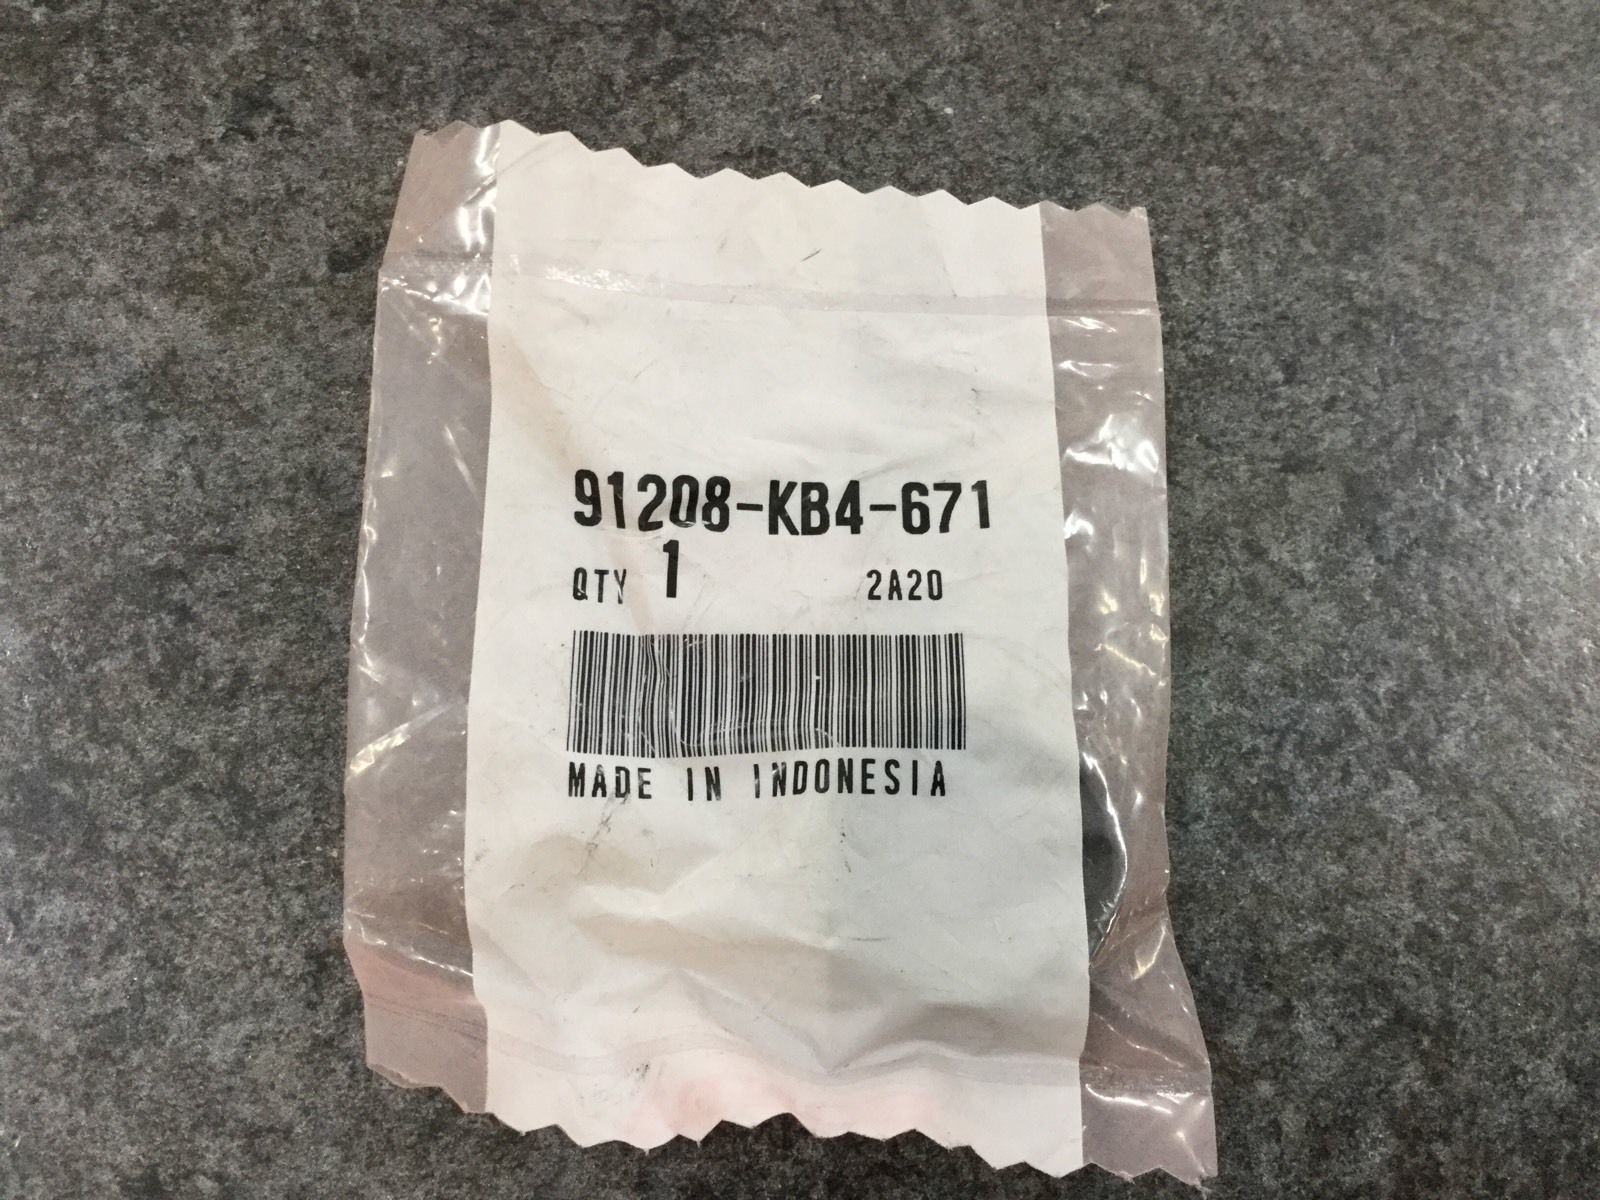 91208-KB4-671
QTY 1 2A20
MADE IN INDONESIA